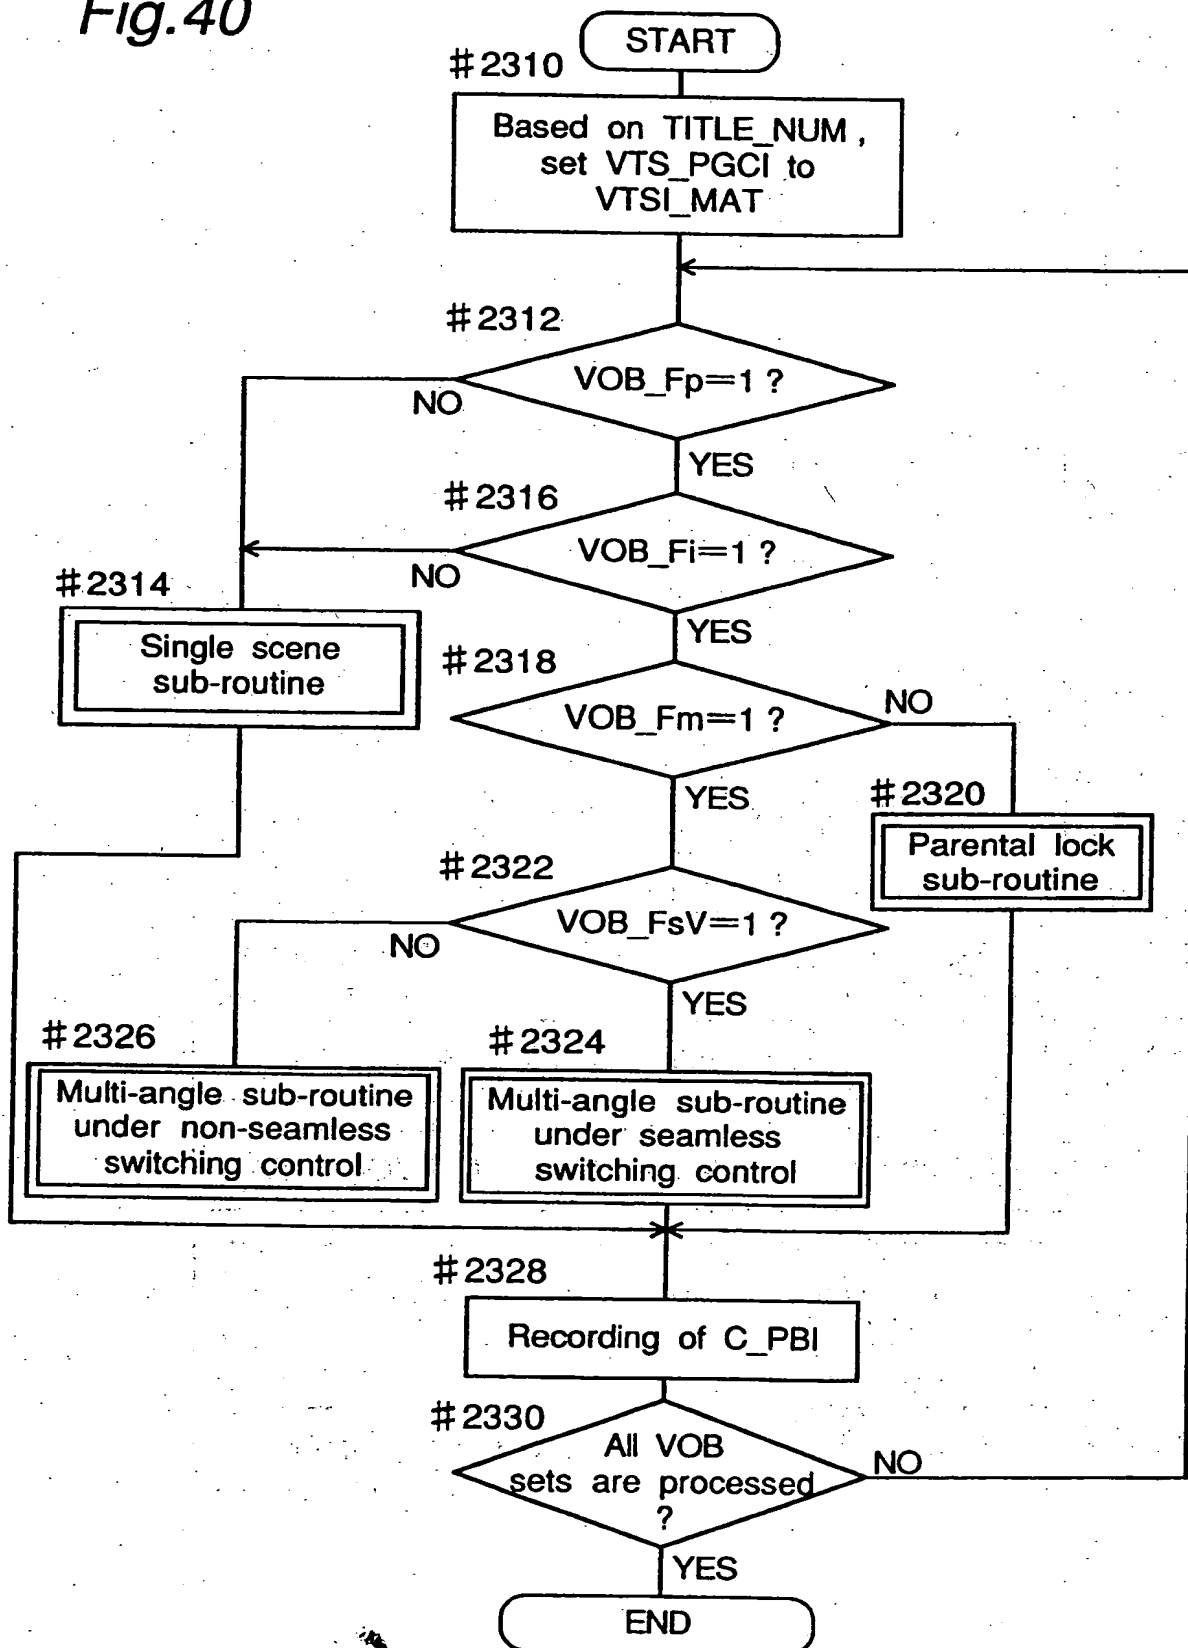 Fig.40
START
#2310
Based on TITLE_NUM,
set VTS_PGCI to
VTSI_MAT
#2312
VOB_Fp=1 ?
NO
YES
#2316
VOB_Fi=1 ?
NO
YES
#2314
Single scene
sub-routine
#2318
VOB_Fm=1 ?
NO
YES
#2320
Parental lock
sub-routine
#2322
VOB_FsV=1 ?
NO
YES
#2326
Multi-angle sub-routine
under non-seamless
switching control
#2324
Multi-angle sub-routine
under seamless
switching control
#2328
Recording of C_PBI
#2330
All VOB
sets are processed
?
NO
YES
END